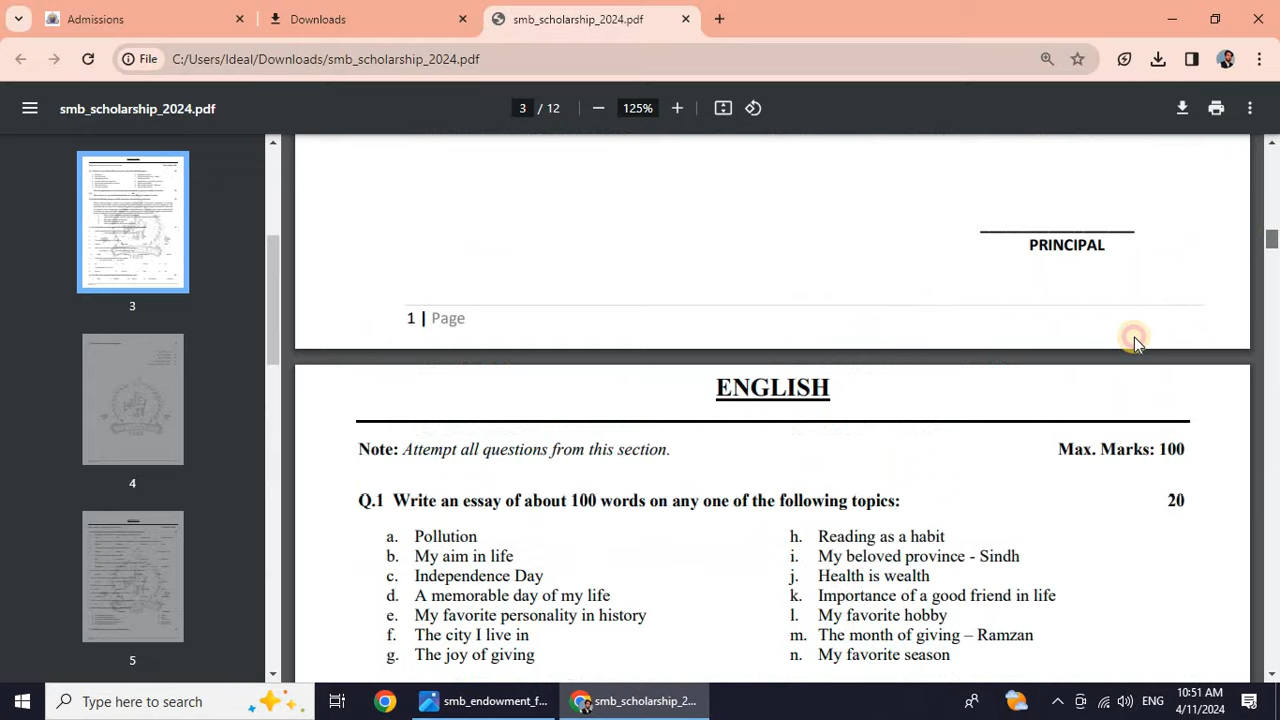 Admissions
Downloads
smb_scholarship_2024.pdf
File
C:/Users/Ideal/Downloads/smb_scholarship_2024.pdf
smb_scholarship_2024.pdf
3 / 12
125%
3
4
5
PRINCIPAL
1 | Page
ENGLISH
Note: Attempt all questions from this section. Max. Marks: 100
Q.1 Write an essay of about 100 words on any one of the following topics: 20
a. Pollution
b. My aim in life
c. Independence Day
d. A memorable day of my life
e. My favorite personality in history
f. The city I live in
g. The joy of giving
h. Reading as a habit
i. My beloved province - Sindh
j. Health is wealth
k. Importance of a good friend in life
l. My favorite hobby
m. The month of giving – Ramzan
n. My favorite season
Type here to search
smb_endowment_f...
smb_scholarship_2...
ENG
10:51 AM
4/11/2024